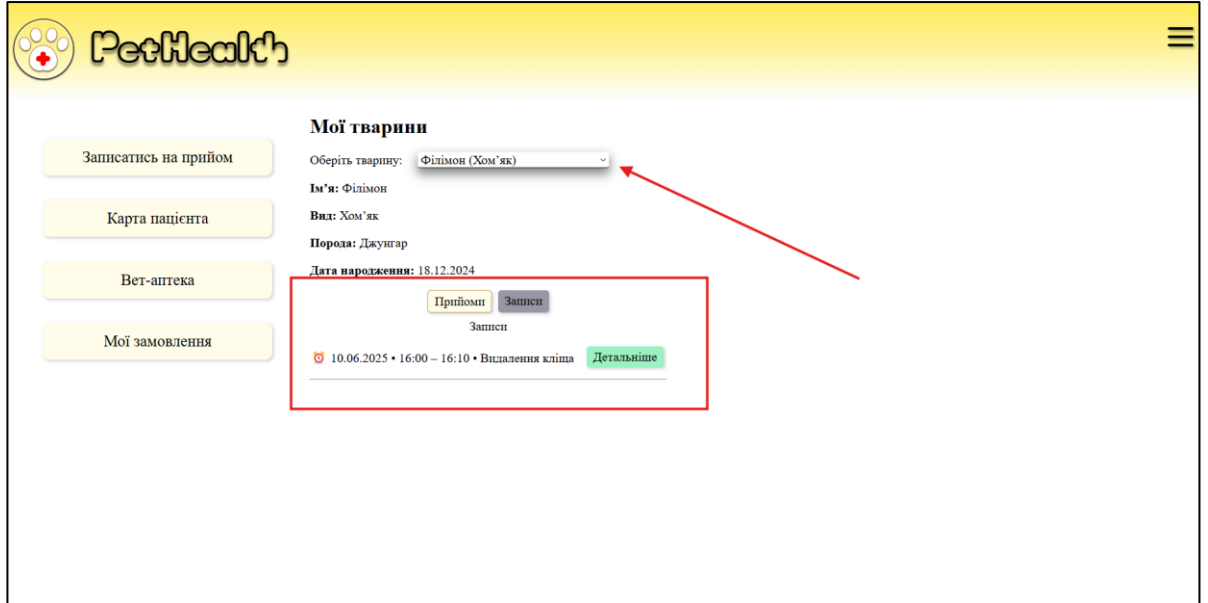 PetHealth
Записатись на прийом
Карта пацієнта
Вет-аптека
Мої замовлення
Мої тварини
Оберіть тварину: Філімон (Хом’як)
Ім’я: Філімон
Вид: Хом’як
Порода: Джунгар
Дата народження: 18.12.2024
Прийоми Записи
Записи
10.06.2025 • 16:00 – 16:10 • Видалення кліща Детальніше